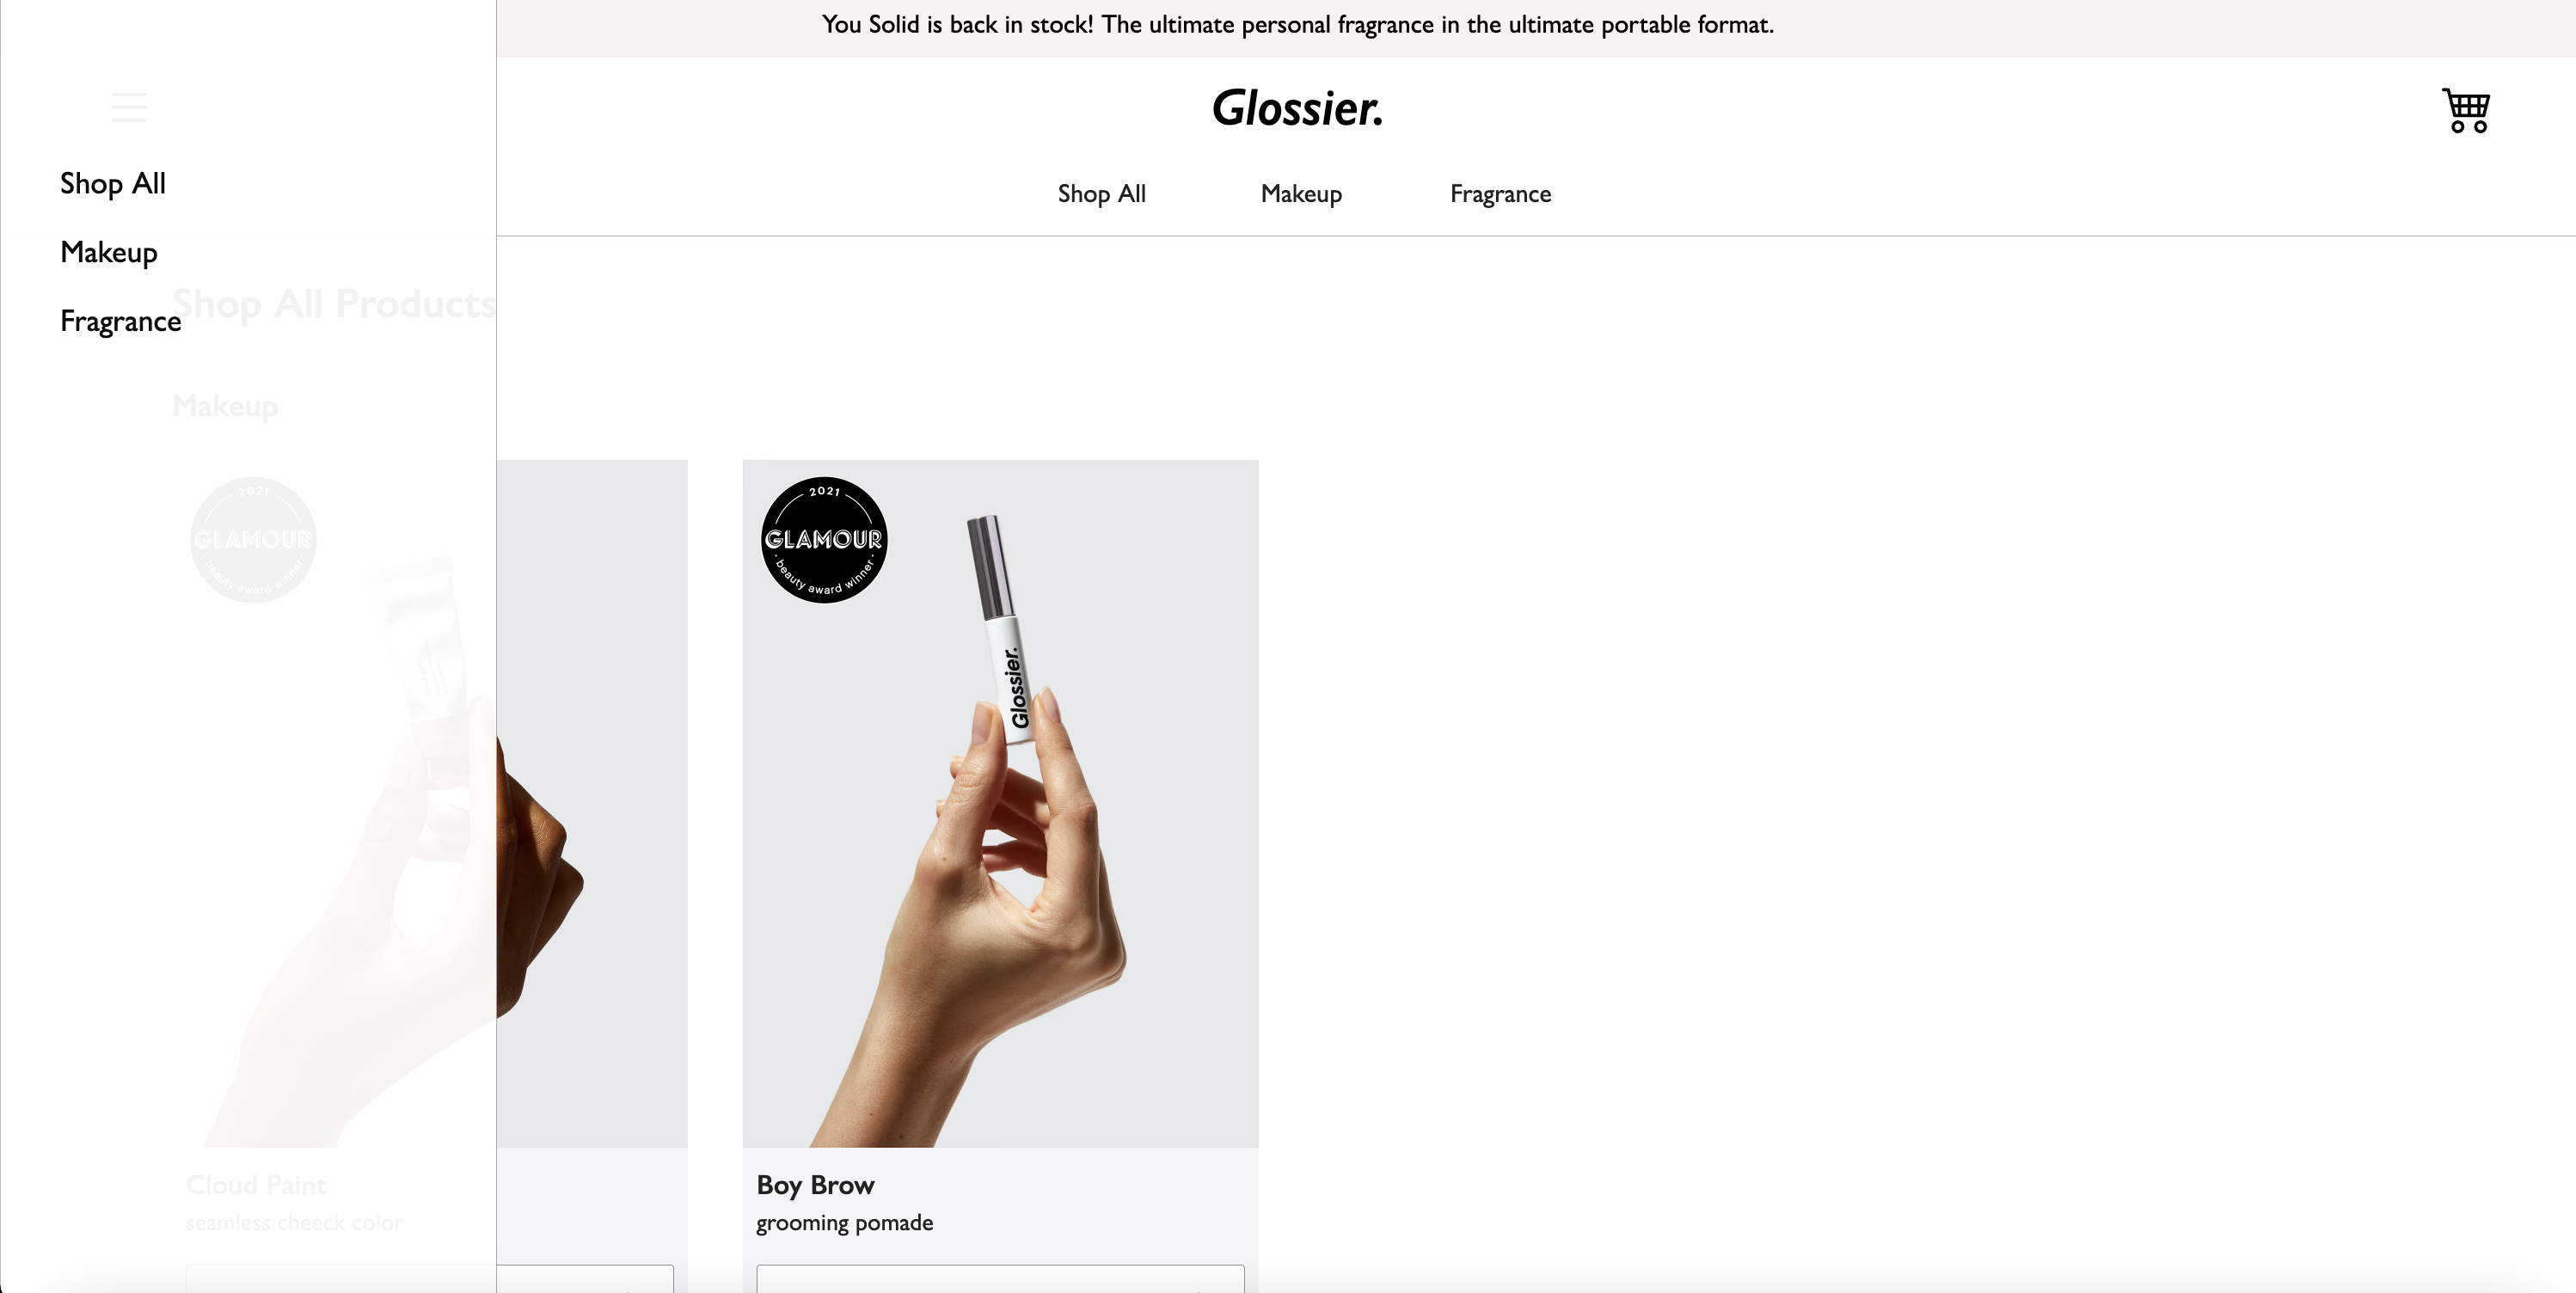 You Solid is back in stock! The ultimate personal fragrance in the ultimate portable format.
Glossier.
Shop All
Makeup
Fragrance
Shop All
Makeup
Fragrance
Shop All Products
Makeup
2021
GLAMOUR
beauty award winner
2021
GLAMOUR
beauty award winner
Glossier.
Cloud Paint
seamless cheeck color
Boy Brow
grooming pomade